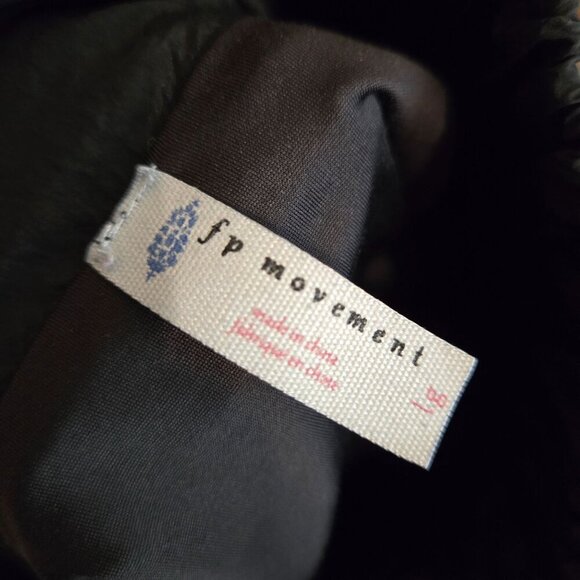 fp movement
made in china
fabriqué en chine